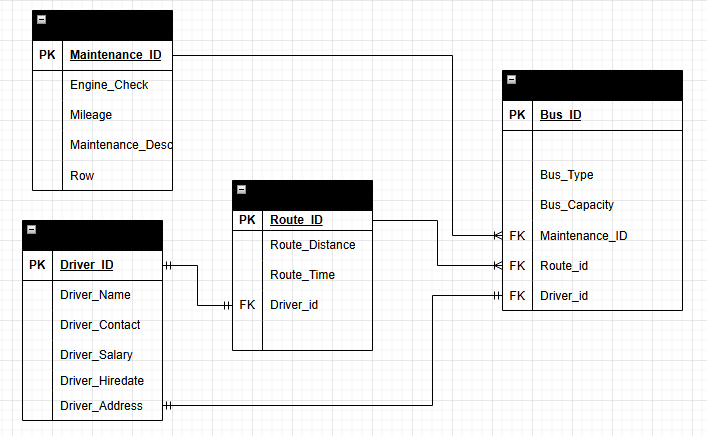 PK Maintenance_ID
Engine_Check
Mileage
Maintenance_Desc
Row
PK Driver_ID
Driver_Name
Driver_Contact
Driver_Salary
Driver_Hiredate
Driver_Address
PK Route_ID
Route_Distance
Route_Time
FK Driver_id
PK Bus_ID
Bus_Type
Bus_Capacity
FK Maintenance_ID
FK Route_id
FK Driver_id